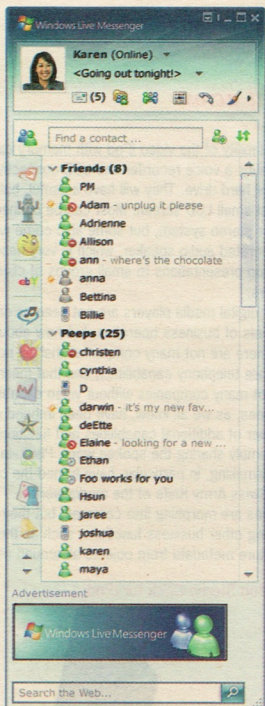 Windows Live Messenger
Karen (Online)
<Going out tonight!>
(5)
Find a contact ...
Friends (8)
PM
Adam - unplug it please
Adrienne
Allison
ann - where's the chocolate
anna
Bettina
Billie
Peeps (25)
christen
cynthia
D
darwin - it's my new fav...
deEtte
Elaine - looking for a new ...
Ethan
Foo works for you
Hsun
jaree
joshua
karen
maya
Advertisement
Windows Live Messenger
Search the Web...
ebY